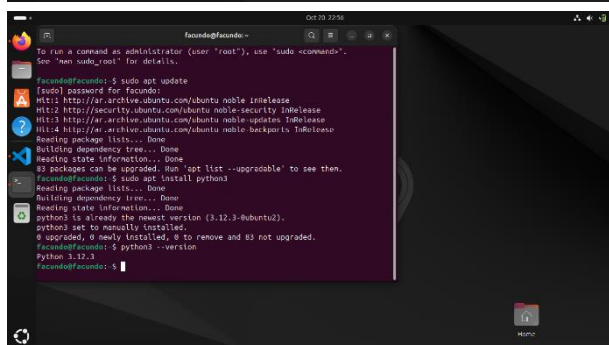 Oct 20 22:56
facundo@facundo: ~
To run a command as administrator (user "root"), use "sudo <command>".
See "man sudo_root" for details.
facundo@facundo:~$ sudo apt update
[sudo] password for facundo:
Hit:1 http://ar.archive.ubuntu.com/ubuntu noble InRelease
Hit:2 http://security.ubuntu.com/ubuntu noble-security InRelease
Hit:3 http://ar.archive.ubuntu.com/ubuntu noble-updates InRelease
Hit:4 http://ar.archive.ubuntu.com/ubuntu noble-backports InRelease
Reading package lists... Done
Building dependency tree... Done
Reading state information... Done
83 packages can be upgraded. Run 'apt list --upgradable' to see them.
facundo@facundo:~$ sudo apt install python3
Reading package lists... Done
Building dependency tree... Done
Reading state information... Done
python3 is already the newest version (3.12.3-0ubuntu2).
python3 set to manually installed.
0 upgraded, 0 newly installed, 0 to remove and 83 not upgraded.
facundo@facundo:~$ python3 --version
Python 3.12.3
facundo@facundo:~$
Home